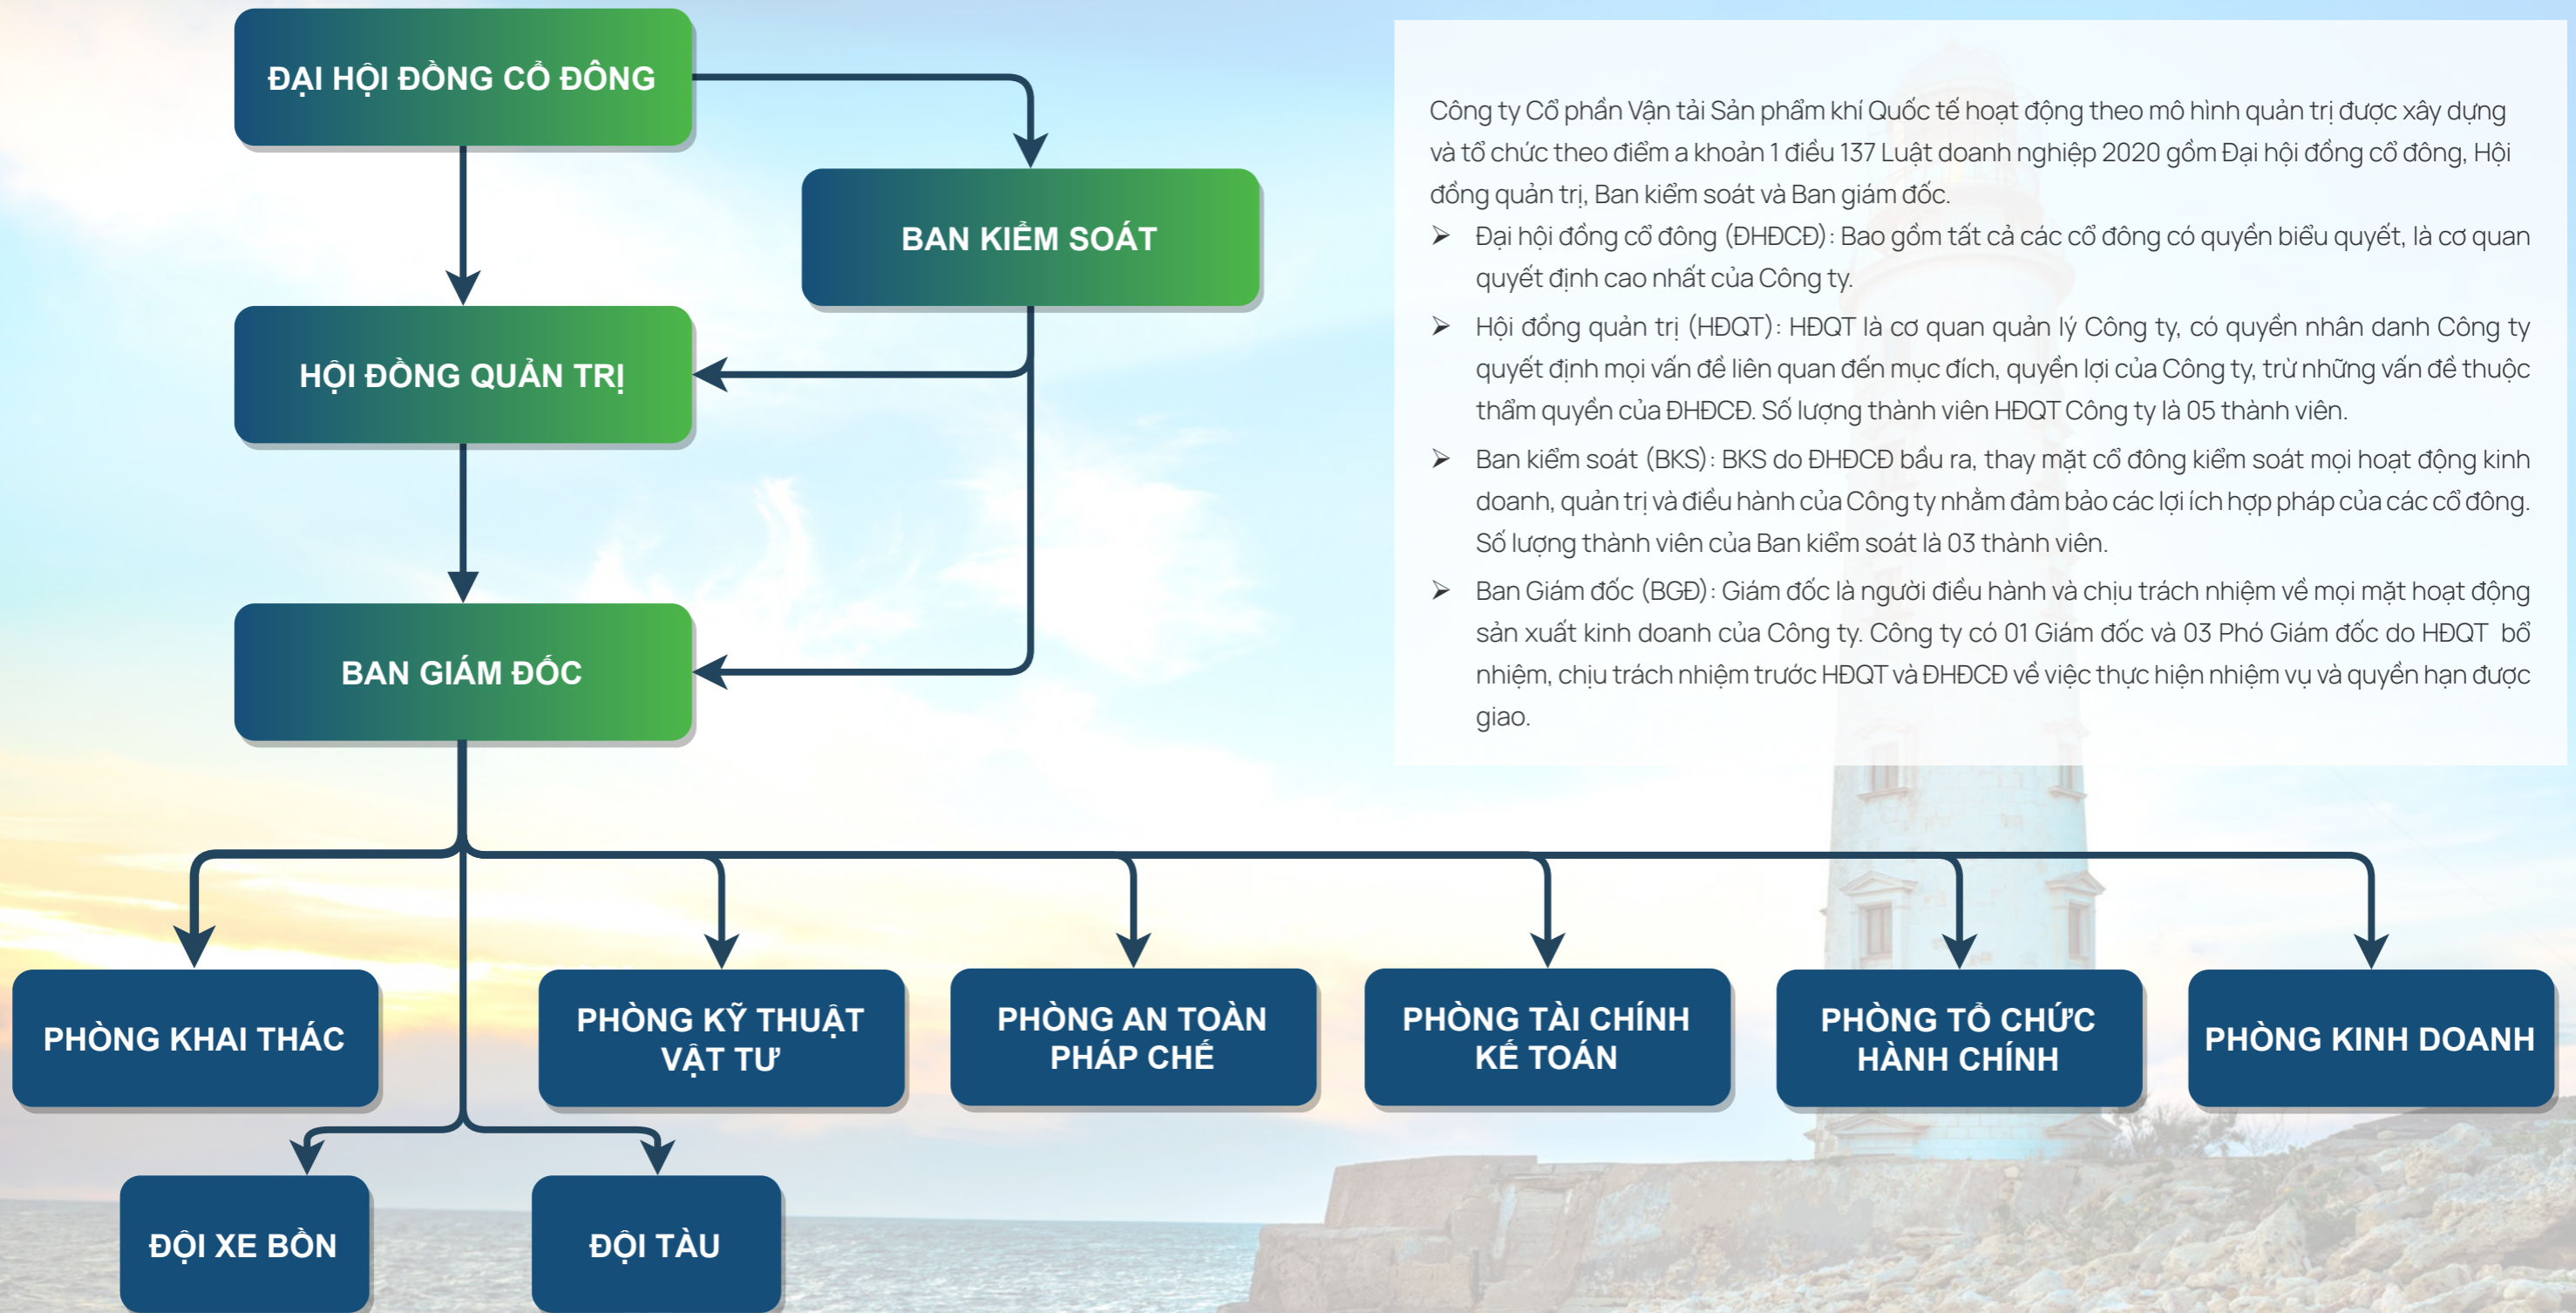 ĐẠI HỘI ĐỒNG CỔ ĐÔNG
BAN KIỂM SOÁT
HỘI ĐỒNG QUẢN TRỊ
BAN GIÁM ĐỐC
Công ty Cổ phần Vận tải Sản phẩm khí Quốc tế hoạt động theo mô hình quản trị được xây dựng
và tổ chức theo điểm a khoản 1 điều 137 Luật doanh nghiệp 2020 gồm Đại hội đồng cổ đông, Hội
đồng quản trị, Ban kiểm soát và Ban giám đốc.
➢ Đại hội đồng cổ đông (ĐHĐCĐ): Bao gồm tất cả các cổ đông có quyền biểu quyết, là cơ quan
quyết định cao nhất của Công ty.
➢ Hội đồng quản trị (HĐQT): HĐQT là cơ quan quản lý Công ty, có quyền nhân danh Công ty
quyết định mọi vấn đề liên quan đến mục đích, quyền lợi của Công ty, trừ những vấn đề thuộc
thẩm quyền của ĐHĐCĐ. Số lượng thành viên HĐQT Công ty là 05 thành viên.
➢ Ban kiểm soát (BKS): BKS do ĐHĐCĐ bầu ra, thay mặt cổ đông kiểm soát mọi hoạt động kinh
doanh, quản trị và điều hành của Công ty nhằm đảm bảo các lợi ích hợp pháp của các cổ đông.
Số lượng thành viên của Ban kiểm soát là 03 thành viên.
➢ Ban Giám đốc (BGĐ): Giám đốc là người điều hành và chịu trách nhiệm về mọi mặt hoạt động
sản xuất kinh doanh của Công ty. Công ty có 01 Giám đốc và 03 Phó Giám đốc do HĐQT bổ
nhiệm, chịu trách nhiệm trước HĐQT và ĐHĐCĐ về việc thực hiện nhiệm vụ và quyền hạn được
giao.
PHÒNG KHAI THÁC
PHÒNG KỸ THUẬT
VẬT TƯ
PHÒNG AN TOÀN
PHÁP CHẾ
PHÒNG TÀI CHÍNH
KẾ TOÁN
PHÒNG TỔ CHỨC
HÀNH CHÍNH
PHÒNG KINH DOANH
ĐỘI XE BỒN
ĐỘI TÀU